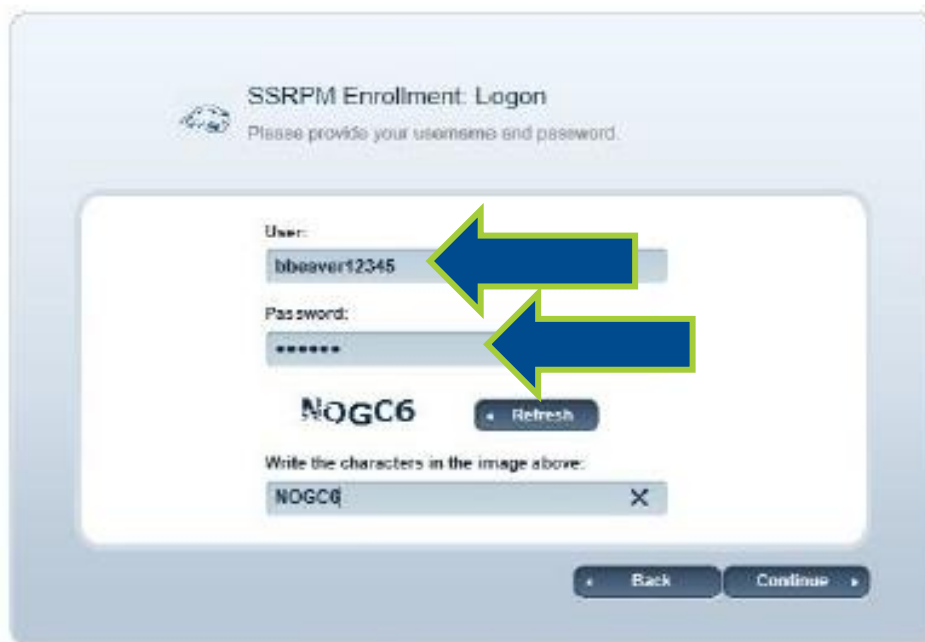 SSRPM Enrollment: Logon
Please provide your username and password.
User:
bbeaver12345
Password:
••••••
NOGC6
Refresh
Write the characters in the image above:
NOGC6
Back
Continue